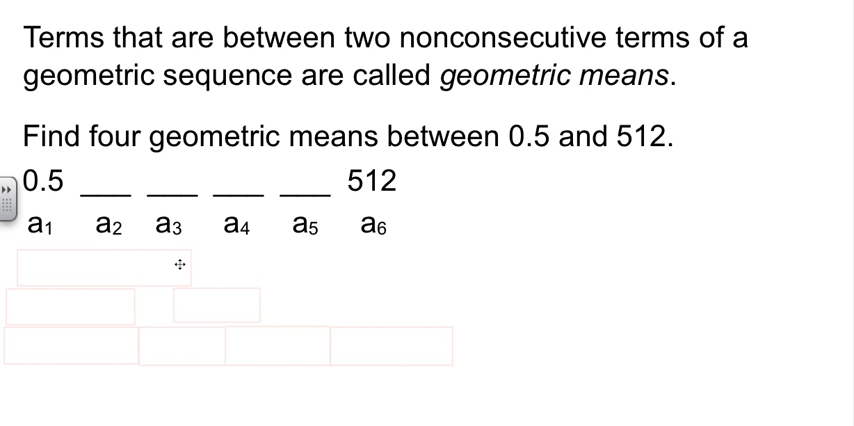 Terms that are between two nonconsecutive terms of a
geometric sequence are called geometric means.
Find four geometric means between 0.5 and 512.
0.5 ___ ___ ___ ___ 512
a₁ a₂ a₃ a₄ a₅ a₆